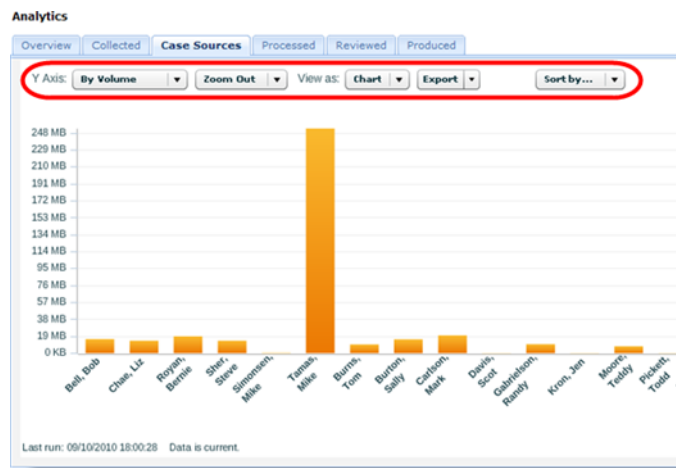 Analytics
Overview Collected Case Sources Processed Reviewed Produced
Y Axis: By Volume Zoom Out View as: Chart Export Sort by...
248 MB
229 MB
210 MB
191 MB
172 MB
153 MB
134 MB
114 MB
95 MB
76 MB
57 MB
38 MB
19 MB
0 KB
Bell, Bob
Chae, Liz
Royan,
Bernie
Sher,
Steve
Simonsen,
Mike
Tamas,
Mike
Burns,
Tom
Burton,
Sally
Carlson,
Mark
Davis,
Scot
Gabrielson,
Randy
Kron, Jen
Moore,
Teddy
Pickett,
Todd
Last run: 09/10/2010 18:00:28 Data is current.